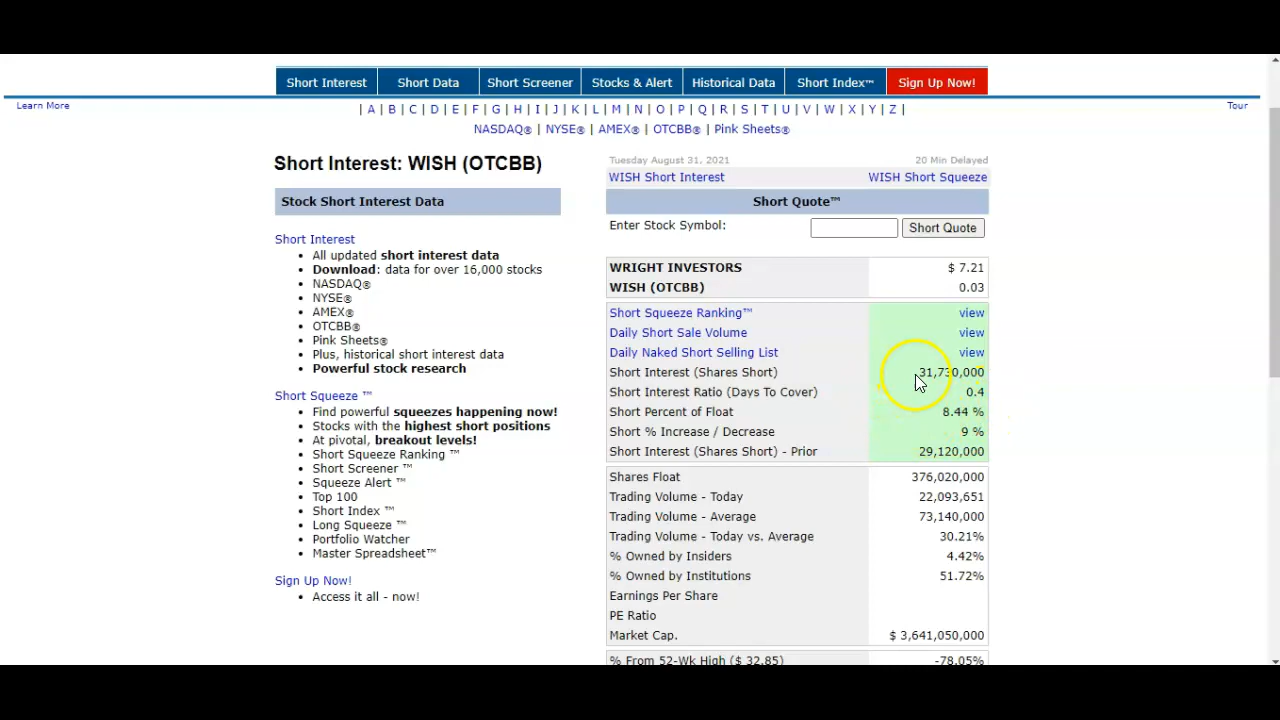 Short Interest Short Data Short Screener Stocks & Alert Historical Data Short Index™ Sign Up Now!
Learn More | A | B | C | D | E | F | G | H | I | J | K | L | M | N | O | P | Q | R | S | T | U | V | W | X | Y | Z | Tour
NASDAQ® | NYSE® | AMEX® | OTCBB® | Pink Sheets®
Short Interest: WISH (OTCBB)
Stock Short Interest Data
Short Interest
• All updated short interest data
• Download: data for over 16,000 stocks
• NASDAQ®
• NYSE®
• AMEX®
• OTCBB®
• Pink Sheets®
• Plus, historical short interest data
• Powerful stock research
Short Squeeze ™
• Find powerful squeezes happening now!
• Stocks with the highest short positions
• At pivotal, breakout levels!
• Short Squeeze Ranking ™
• Short Screener ™
• Squeeze Alert ™
• Top 100
• Short Index ™
• Long Squeeze ™
• Portfolio Watcher
• Master Spreadsheet™
Sign Up Now!
• Access it all - now!
Tuesday August 31, 2021 20 Min Delayed
WISH Short Interest WISH Short Squeeze
Short Quote™
Enter Stock Symbol: Short Quote
WRIGHT INVESTORS $ 7.21
WISH (OTCBB) 0.03
Short Squeeze Ranking™ view
Daily Short Sale Volume view
Daily Naked Short Selling List view
Short Interest (Shares Short) 31,730,000
Short Interest Ratio (Days To Cover) 0.4
Short Percent of Float 8.44 %
Short % Increase / Decrease 9 %
Short Interest (Shares Short) - Prior 29,120,000
Shares Float 376,020,000
Trading Volume - Today 22,093,651
Trading Volume - Average 73,140,000
Trading Volume - Today vs. Average 30.21%
% Owned by Insiders 4.42%
% Owned by Institutions 51.72%
Earnings Per Share
PE Ratio
Market Cap. $ 3,641,050,000
% From 52-Wk High ($ 32.85) -78.05%